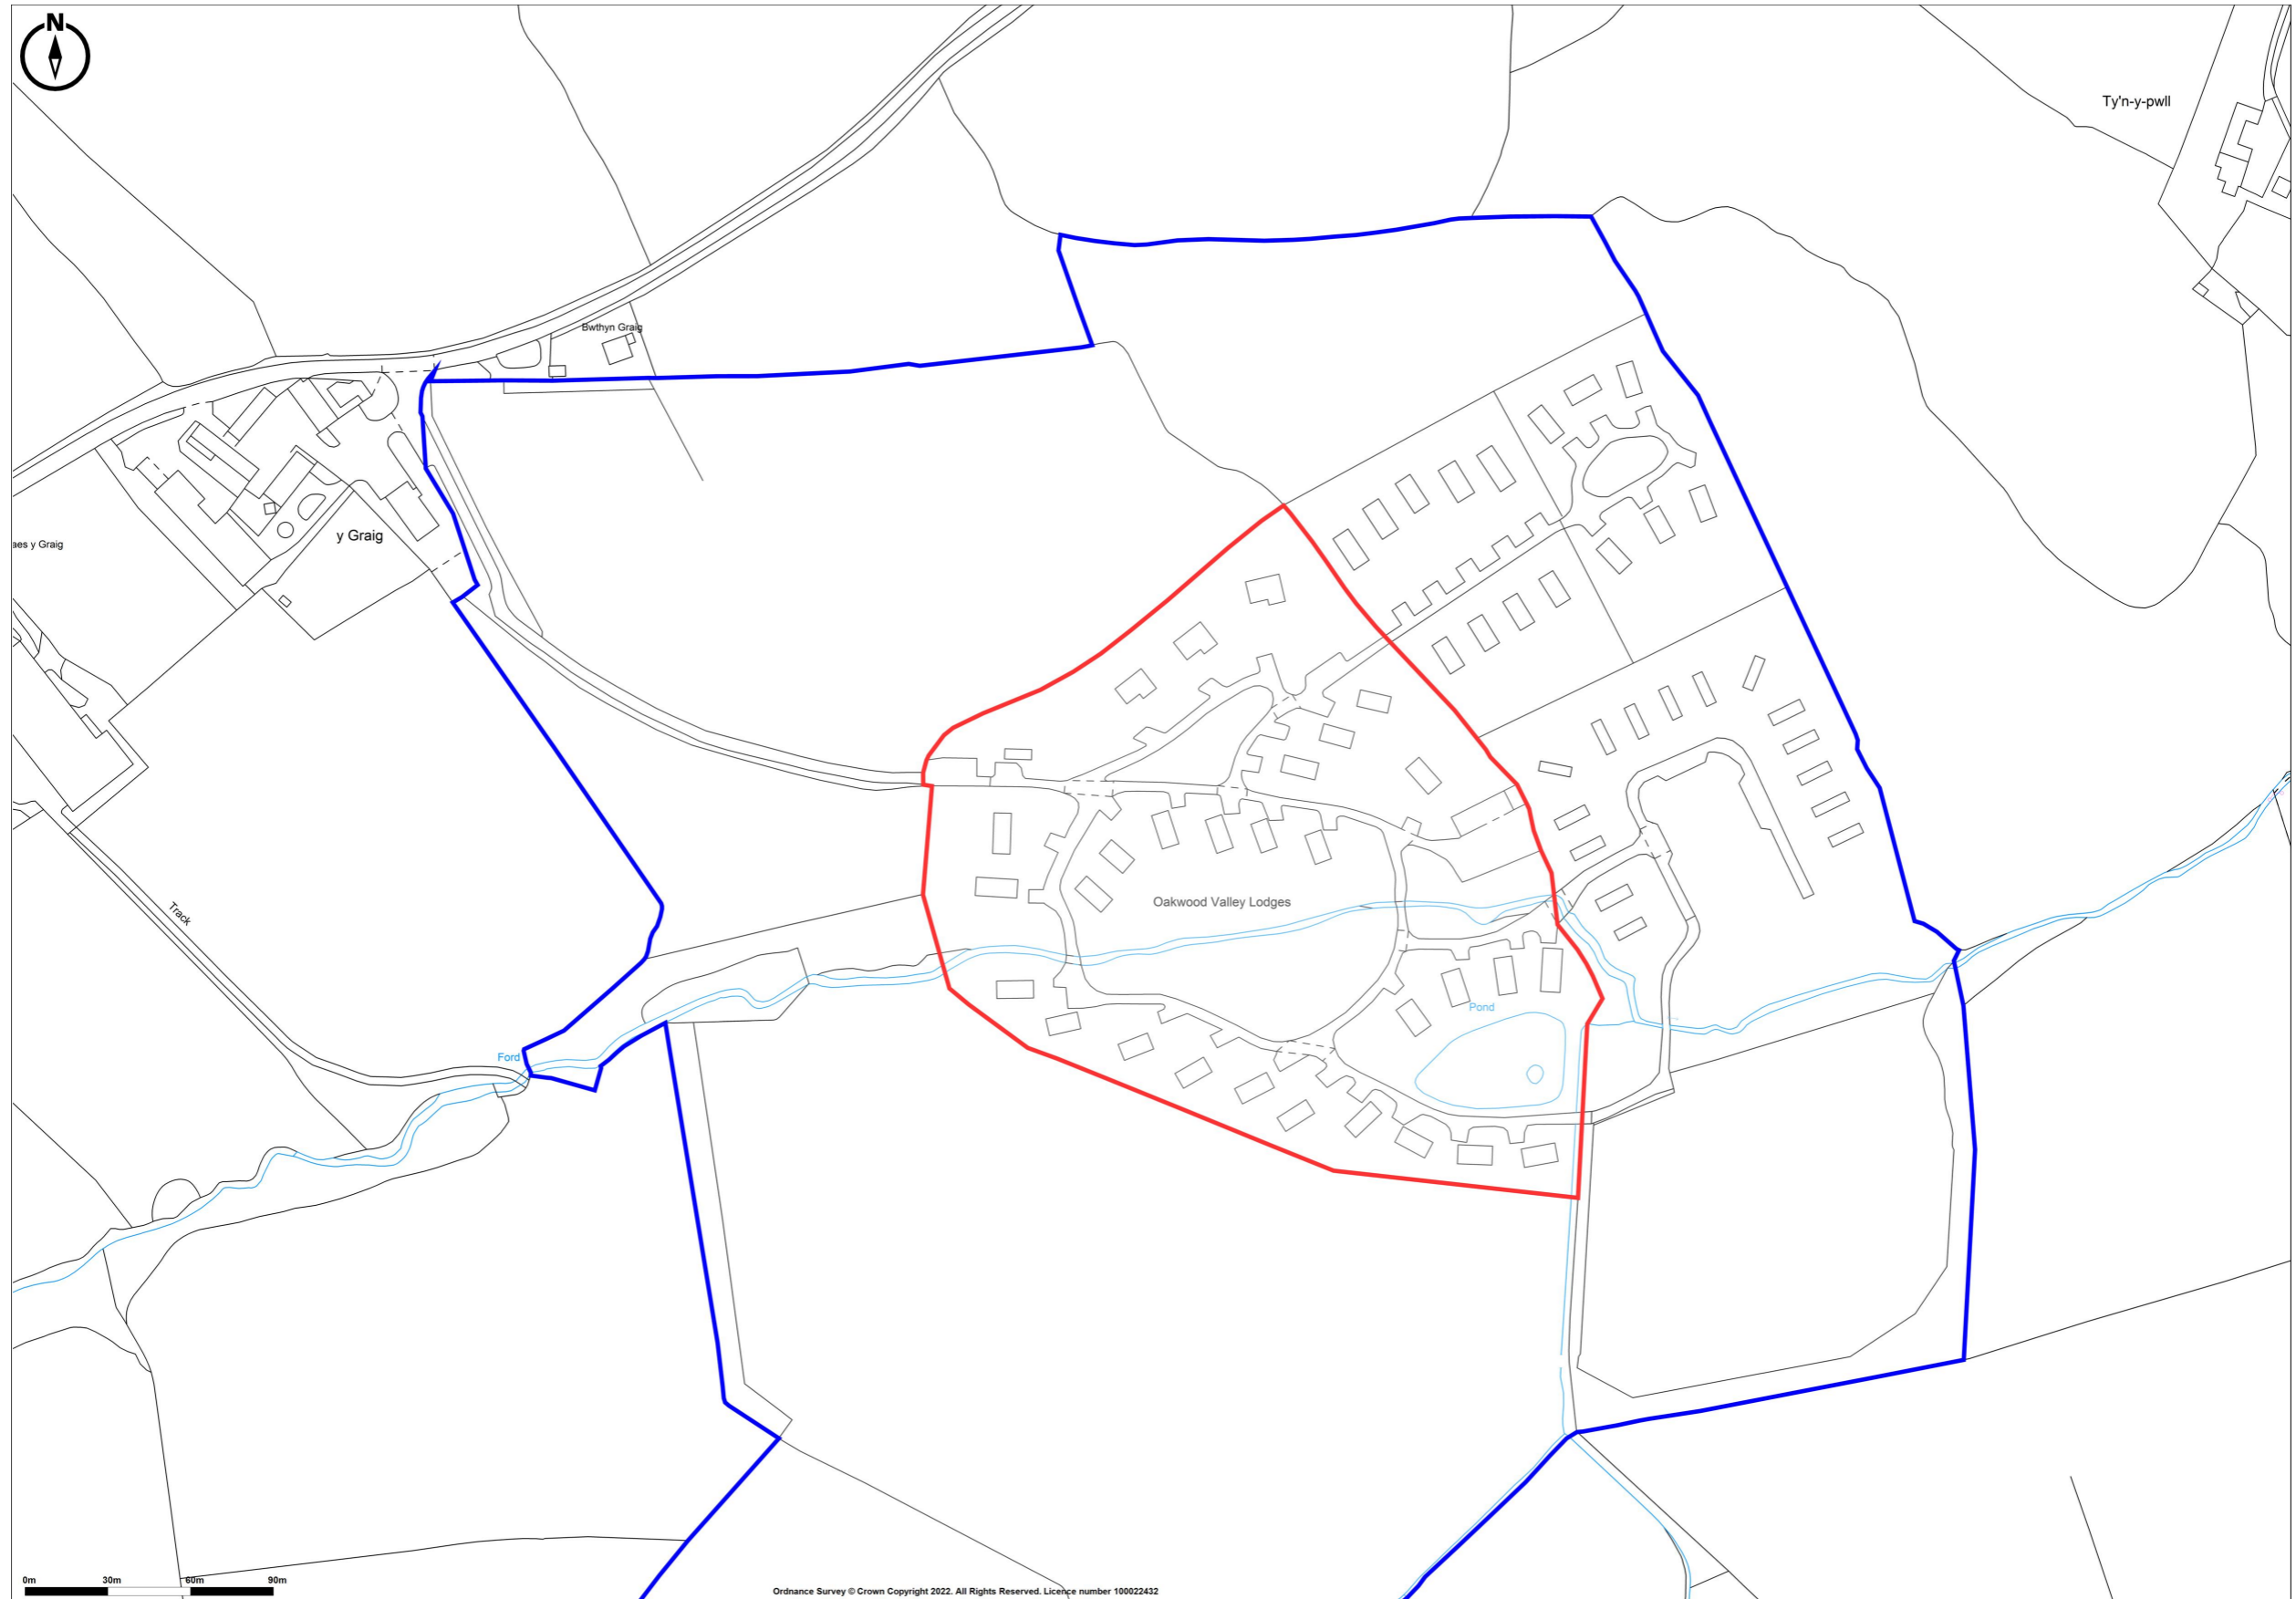 N
Ty'n-y-pwll
Bwthyn Graig
y Graig
aes y Graig
Oakwood Valley Lodges
Track
Pond
Ford
0m 30m 60m 90m
Ordnance Survey © Crown Copyright 2022. All Rights Reserved. Licence number 100022432